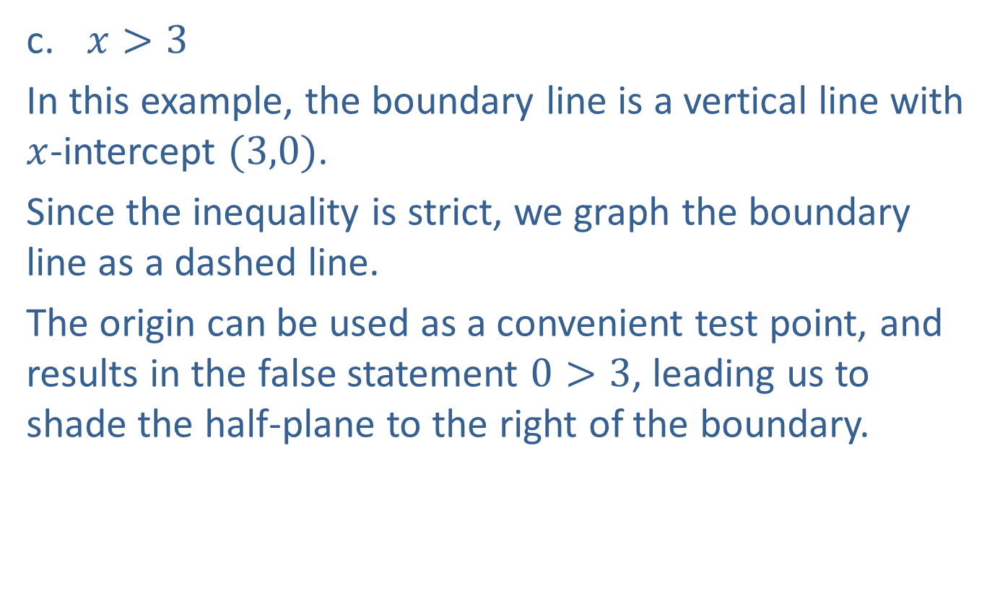 c. x > 3
In this example, the boundary line is a vertical line with
x-intercept (3,0).
Since the inequality is strict, we graph the boundary
line as a dashed line.
The origin can be used as a convenient test point, and
results in the false statement 0 > 3, leading us to
shade the half-plane to the right of the boundary.